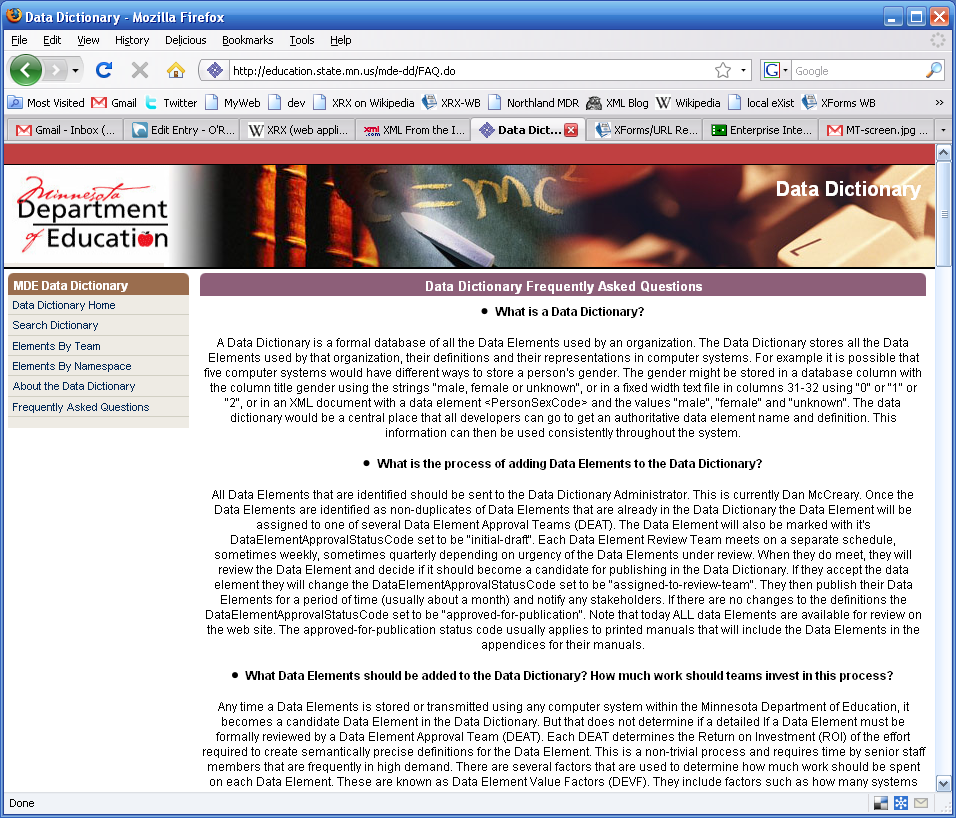 Data Dictionary - Mozilla Firefox
File Edit View History Delicious Bookmarks Tools Help
http://education.state.mn.us/mde-dd/FAQ.do
Google
Most Visited Gmail Twitter MyWeb dev XRX on Wikipedia XRX-WB Northland MDR XML Blog Wikipedia local eXist XForms WB »
Gmail - Inbox (... Edit Entry - O'R... XRX (web appli... XML From the I... Data Dict... XForms/URL Re... Enterprise Inte... MT-screen.jpg ...
Minnesota
Department
of Education
ε = mc²
Data Dictionary
MDE Data Dictionary
Data Dictionary Home
Search Dictionary
Elements By Team
Elements By Namespace
About the Data Dictionary
Frequently Asked Questions
Data Dictionary Frequently Asked Questions
• What is a Data Dictionary?
A Data Dictionary is a formal database of all the Data Elements used by an organization. The Data Dictionary stores all the Data
Elements used by that organization, their definitions and their representations in computer systems. For example it is possible that
five computer systems would have different ways to store a person's gender. The gender might be stored in a database column with
the column title gender using the strings "male, female or unknown", or in a fixed width text file in columns 31-32 using "0" or "1" or
"2", or in an XML document with a data element <PersonSexCode> and the values "male", "female" and "unknown". The data
dictionary would be a central place that all developers can go to get an authoritative data element name and definition. This
information can then be used consistently throughout the system.
• What is the process of adding Data Elements to the Data Dictionary?
All Data Elements that are identified should be sent to the Data Dictionary Administrator. This is currently Dan McCreary. Once the
Data Elements are identified as non-duplicates of Data Elements that are already in the Data Dictionary the Data Element will be
assigned to one of several Data Element Approval Teams (DEAT). The Data Element will also be marked with it's
DataElementApprovalStatusCode set to be "initial-draft". Each Data Element Review Team meets on a separate schedule,
sometimes weekly, sometimes quarterly depending on urgency of the Data Elements under review. When they do meet, they will
review the Data Element and decide if it should become a candidate for publishing in the Data Dictionary. If they accept the data
element they will change the DataElementApprovalStatusCode set to be "assigned-to-review-team". They then publish their Data
Elements for a period of time (usually about a month) and notify any stakeholders. If there are no changes to the definitions the
DataElementApprovalStatusCode set to be "approved-for-publication". Note that today ALL data Elements are available for review on
the web site. The approved-for-publication status code usually applies to printed manuals that will include the Data Elements in the
appendices for their manuals.
• What Data Elements should be added to the Data Dictionary? How much work should teams invest in this process?
Any time a Data Elements is stored or transmitted using any computer system within the Minnesota Department of Education, it
becomes a candidate Data Element in the Data Dictionary. But that does not determine if a detailed If a Data Element must be
formally reviewed by a Data Element Approval Team (DEAT). Each DEAT determines the Return on Investment (ROI) of the effort
required to create semantically precise definitions for the Data Element. This is a non-trivial process and requires time by senior staff
members that are frequently in high demand. There are several factors that are used to determine how much work should be spent
on each Data Element. These are known as Data Element Value Factors (DEVF). They include factors such as how many systems
Done